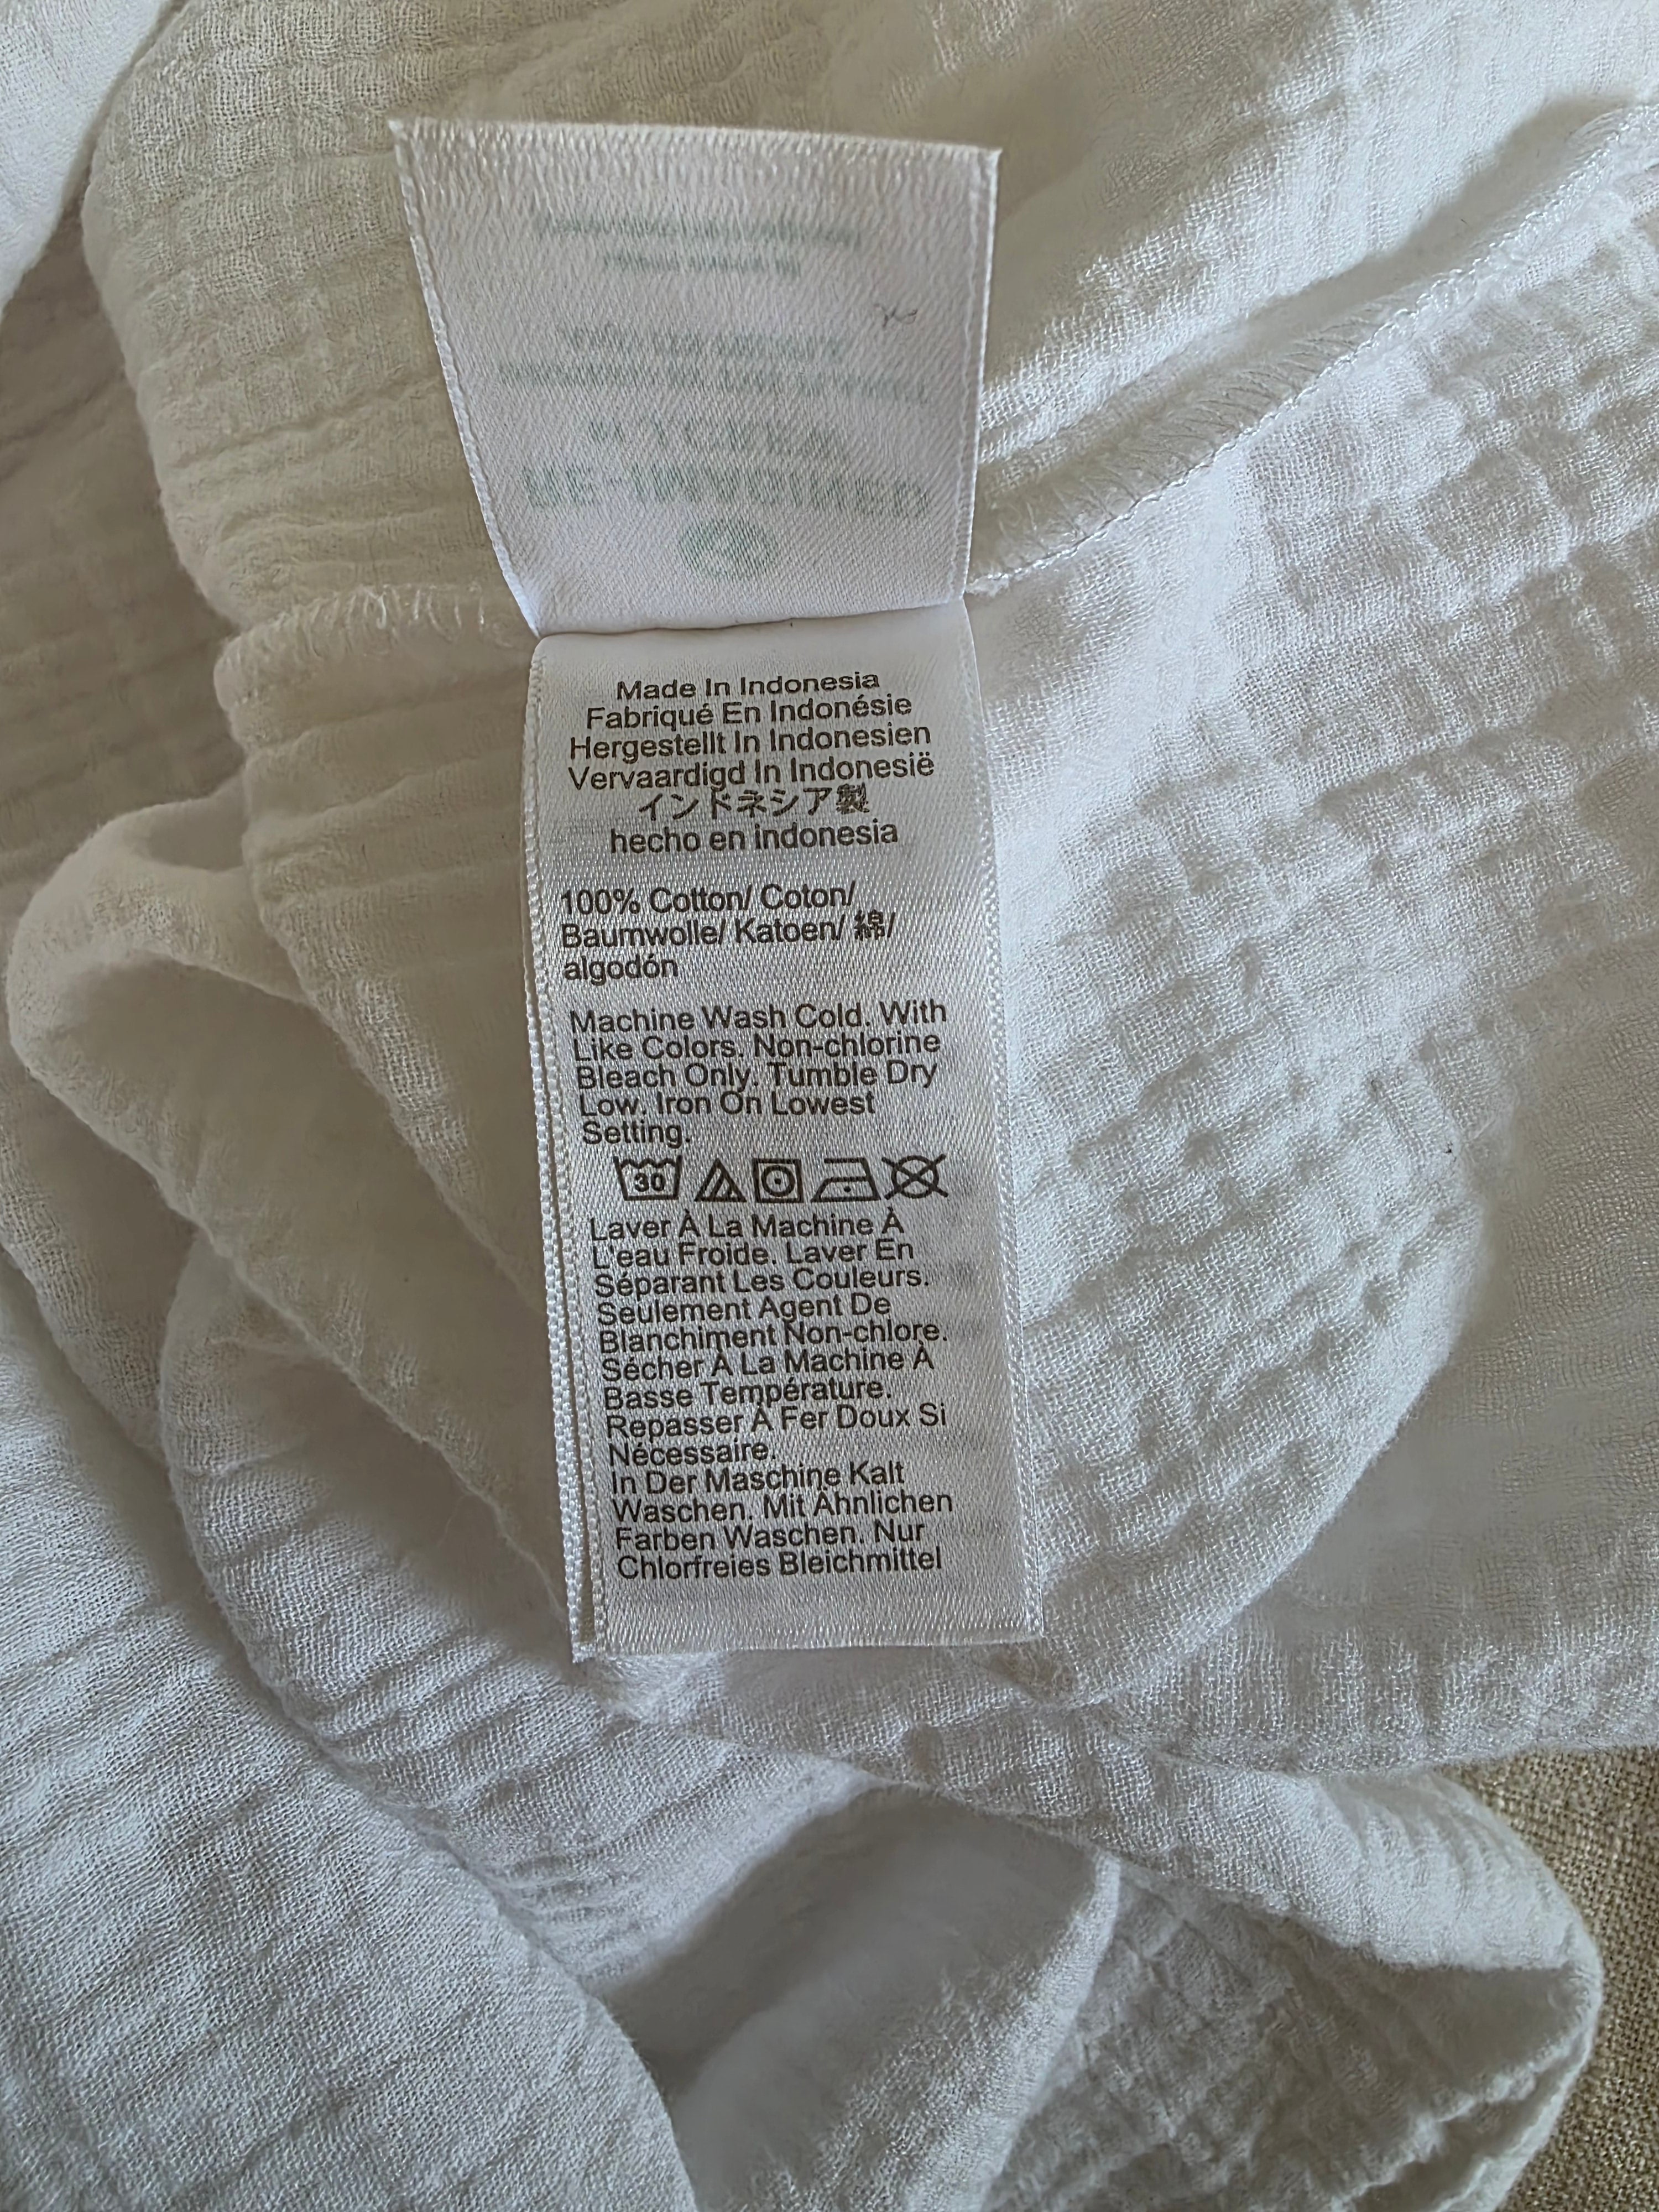 Made In Indonesia
Fabriqué En Indonésie
Hergestellt In Indonesien
Vervaardigd In Indonesië
インドネシア製
hecho en indonesia
100% Cotton/ Coton/
Baumwolle/ Katoen/ 綿/
algodón
Machine Wash Cold. With
Like Colors. Non-chlorine
Bleach Only. Tumble Dry
Low. Iron On Lowest
Setting.
30
Laver À La Machine À
L'eau Froide. Laver En
Séparant Les Couleurs.
Seulement Agent De
Blanchiment Non-chlore.
Sécher À La Machine À
Basse Température.
Repasser À Fer Doux Si
Nécessaire.
In Der Maschine Kalt
Waschen. Mit Ähnlichen
Farben Waschen. Nur
Chlorfreies Bleichmittel